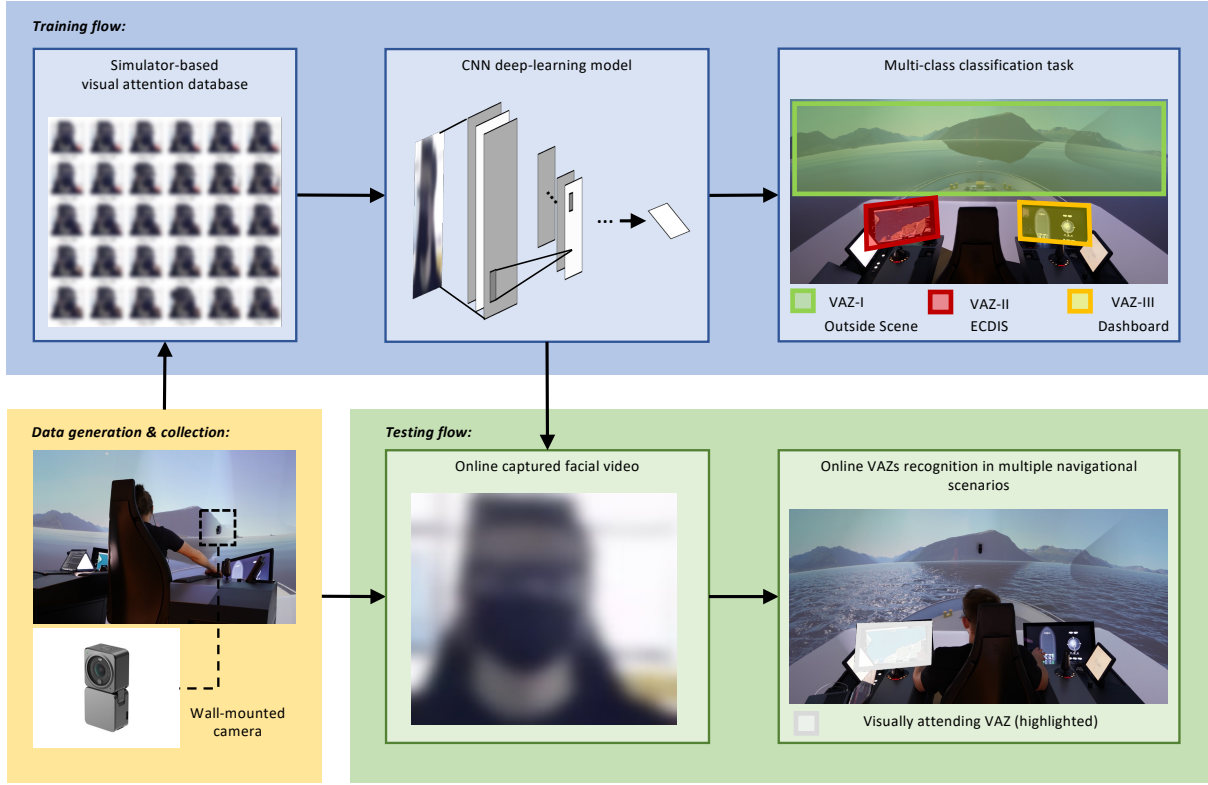 Training flow:
Simulator-based
visual attention database
CNN deep-learning model
...
Multi-class classification task
VAZ-I
Outside Scene
VAZ-II
ECDIS
VAZ-III
Dashboard
Data generation & collection:
Wall-mounted
camera
Testing flow:
Online captured facial video
Online VAZs recognition in multiple navigational
scenarios
Visually attending VAZ (highlighted)